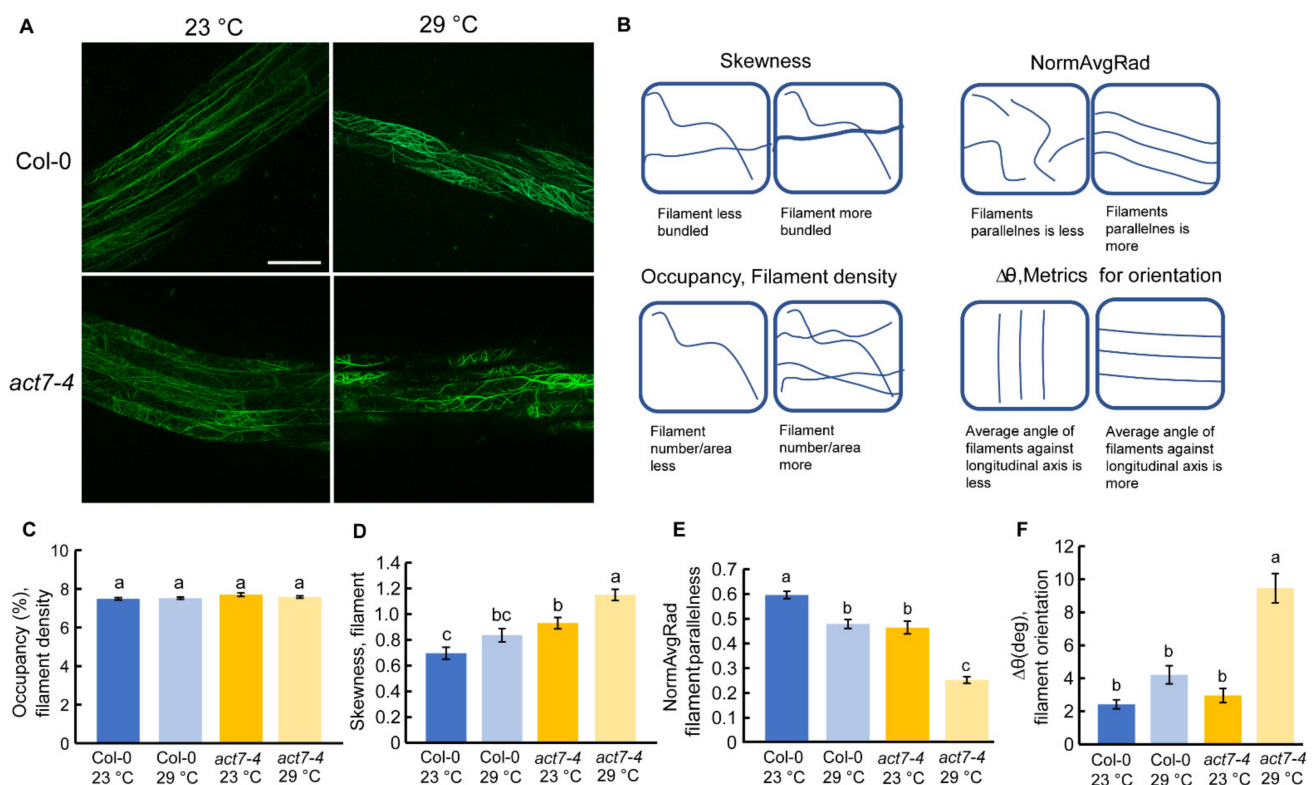 A
23 °C
29 °C
Col-0
act7-4
B
Skewness
NormAvgRad
Filament less
bundled
Filament more
bundled
Filaments
parallelnes is less
Filaments
parallelnes is
more
Occupancy, Filament density
Δθ,Metrics for orientation
Filament
number/area
less
Filament
number/area
more
Average angle of
filaments against
longitudinal axis is
less
Average angle of
filaments against
longitudinal axis is
more
C
Occupancy (%),
filament density
10
8
6
4
2
0
a
a
a
a
Col-0
23 °C
Col-0
29 °C
act7-4
23 °C
act7-4
29 °C
D
Skewness, filament
1.4
1.2
1.0
0.8
0.6
0.4
0.2
0
c
bc
b
a
Col-0
23 °C
Col-0
29 °C
act7-4
23 °C
act7-4
29 °C
E
NormAvgRad
filamentparallelness
0.7
0.6
0.5
0.4
0.3
0.2
0.1
0
a
b
b
c
Col-0
23 °C
Col-0
29 °C
act7-4
23 °C
act7-4
29 °C
F
Δθ(deg),
filament orientation
12
10
8
6
4
2
0
b
b
b
a
Col-0
23 °C
Col-0
29 °C
act7-4
23 °C
act7-4
29 °C